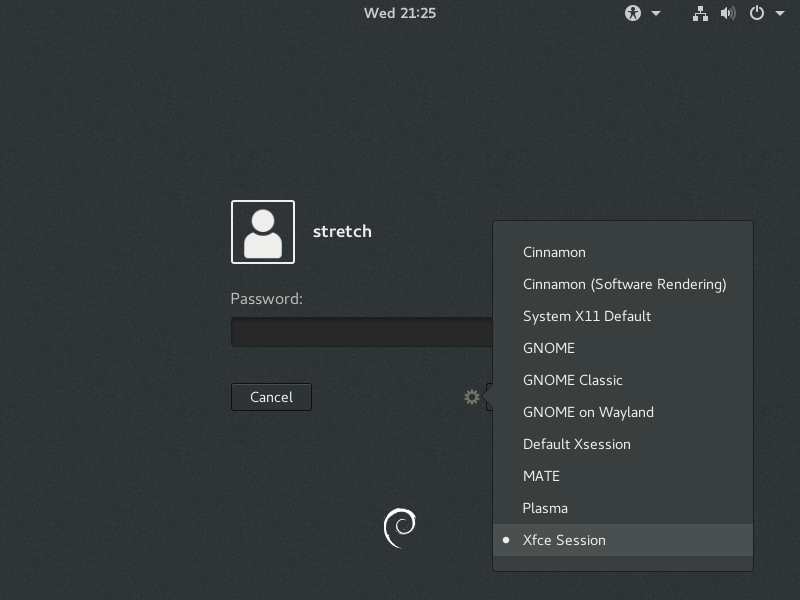 Wed 21:25
stretch
Password:
Cancel
Cinnamon
Cinnamon (Software Rendering)
System X11 Default
GNOME
GNOME Classic
GNOME on Wayland
Default Xsession
MATE
Plasma
Xfce Session